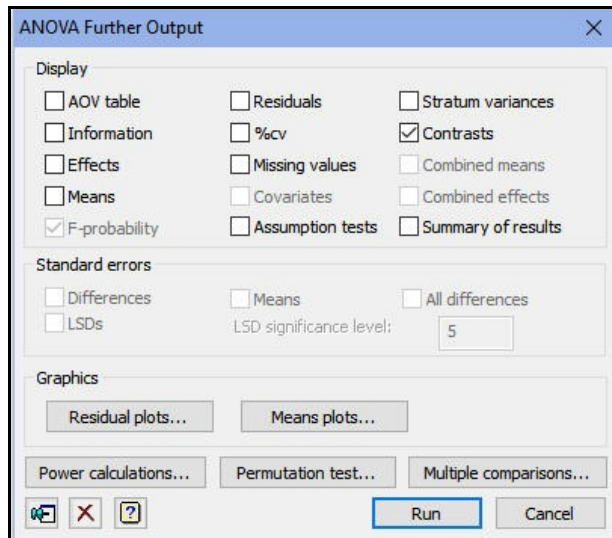 ANOVA Further Output
Display
AOV table
Residuals
Stratum variances
Information
%cv
Contrasts
Effects
Missing values
Combined means
Means
Covariates
Combined effects
F-probability
Assumption tests
Summary of results
Standard errors
Differences
Means
All differences
LSDs
LSD significance level:
5
Graphics
Residual plots...
Means plots...
Power calculations...
Permutation test...
Multiple comparisons...
?
Run
Cancel